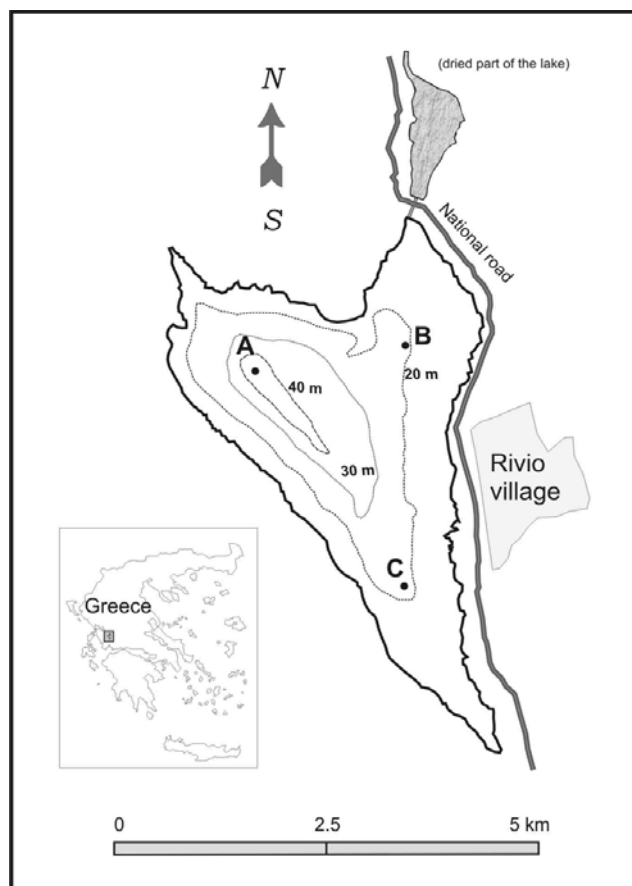 (dried part of the lake)
N
S
National road
B
A
20 m
40 m
30 m
Rivio
village
C
Greece
0 2.5 5 km